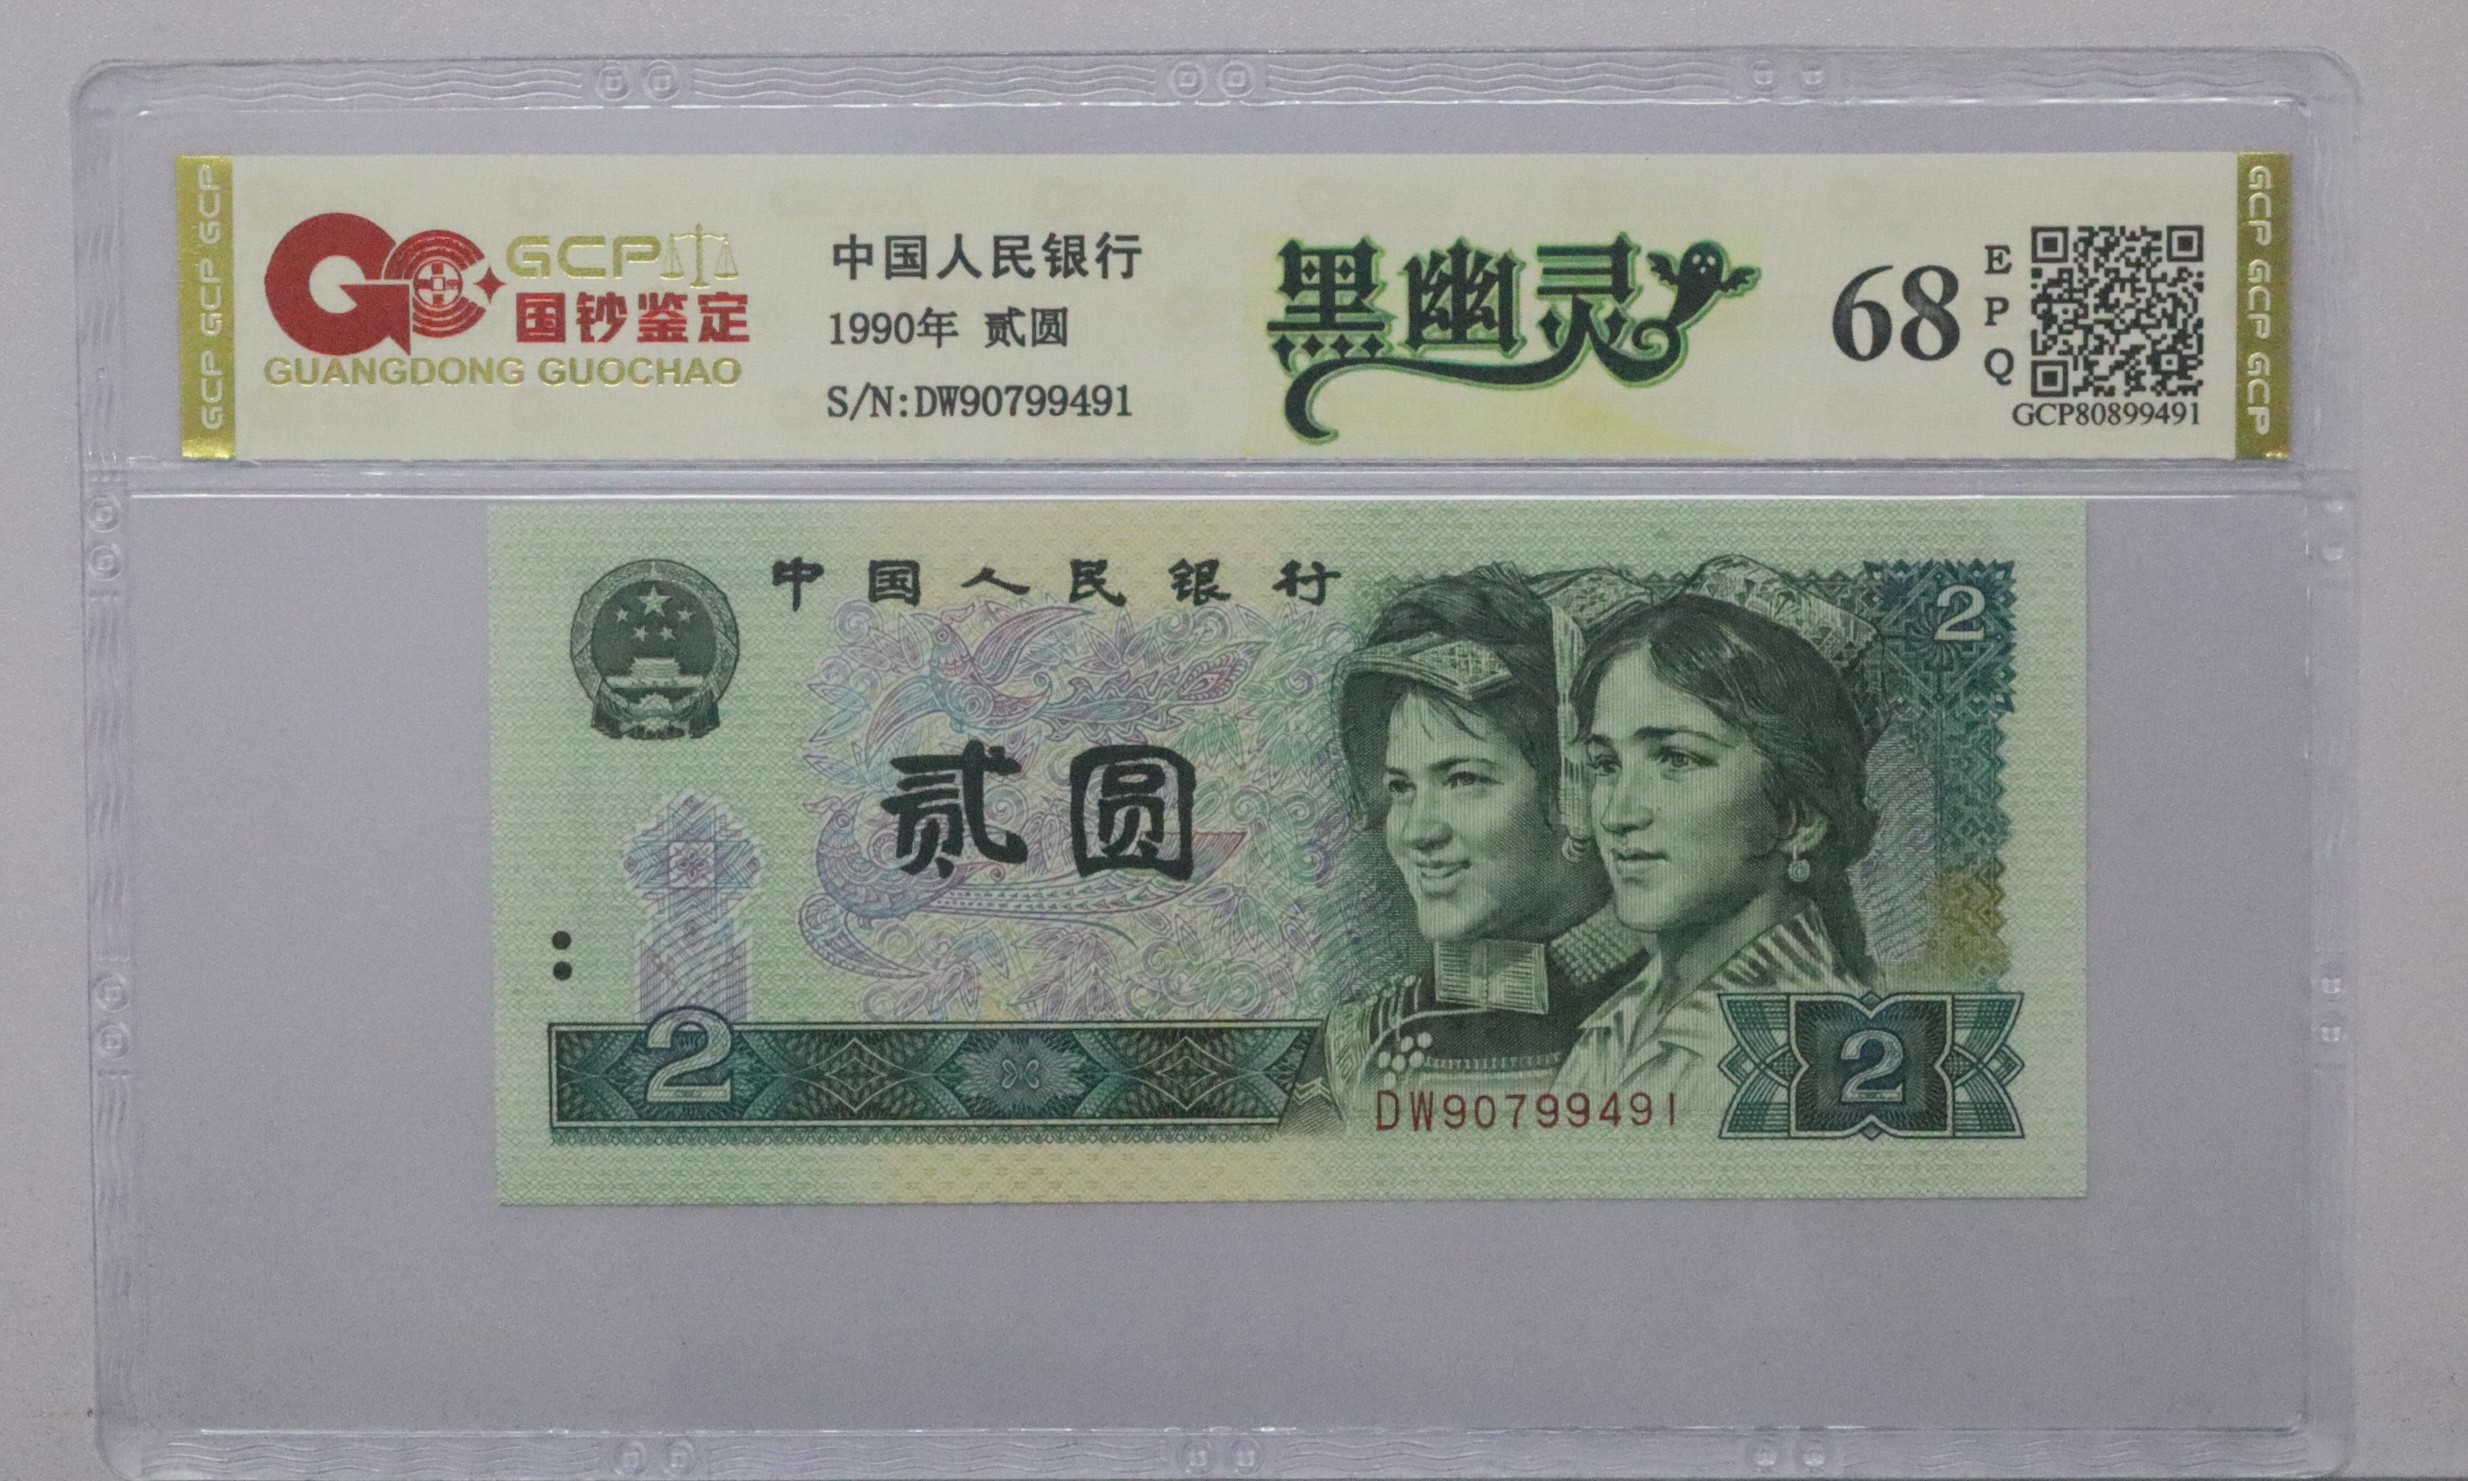 GCP GCP GCP
GCP
国钞鉴定
GUANGDONG GUOCHAO
中国人民银行
1990年 贰圆
S/N:DW90799491
黑幽灵
68
EPQ
GCP80899491
GCP GCP GCP
中国人民银行
2
贰圆
2
DW90799491
2